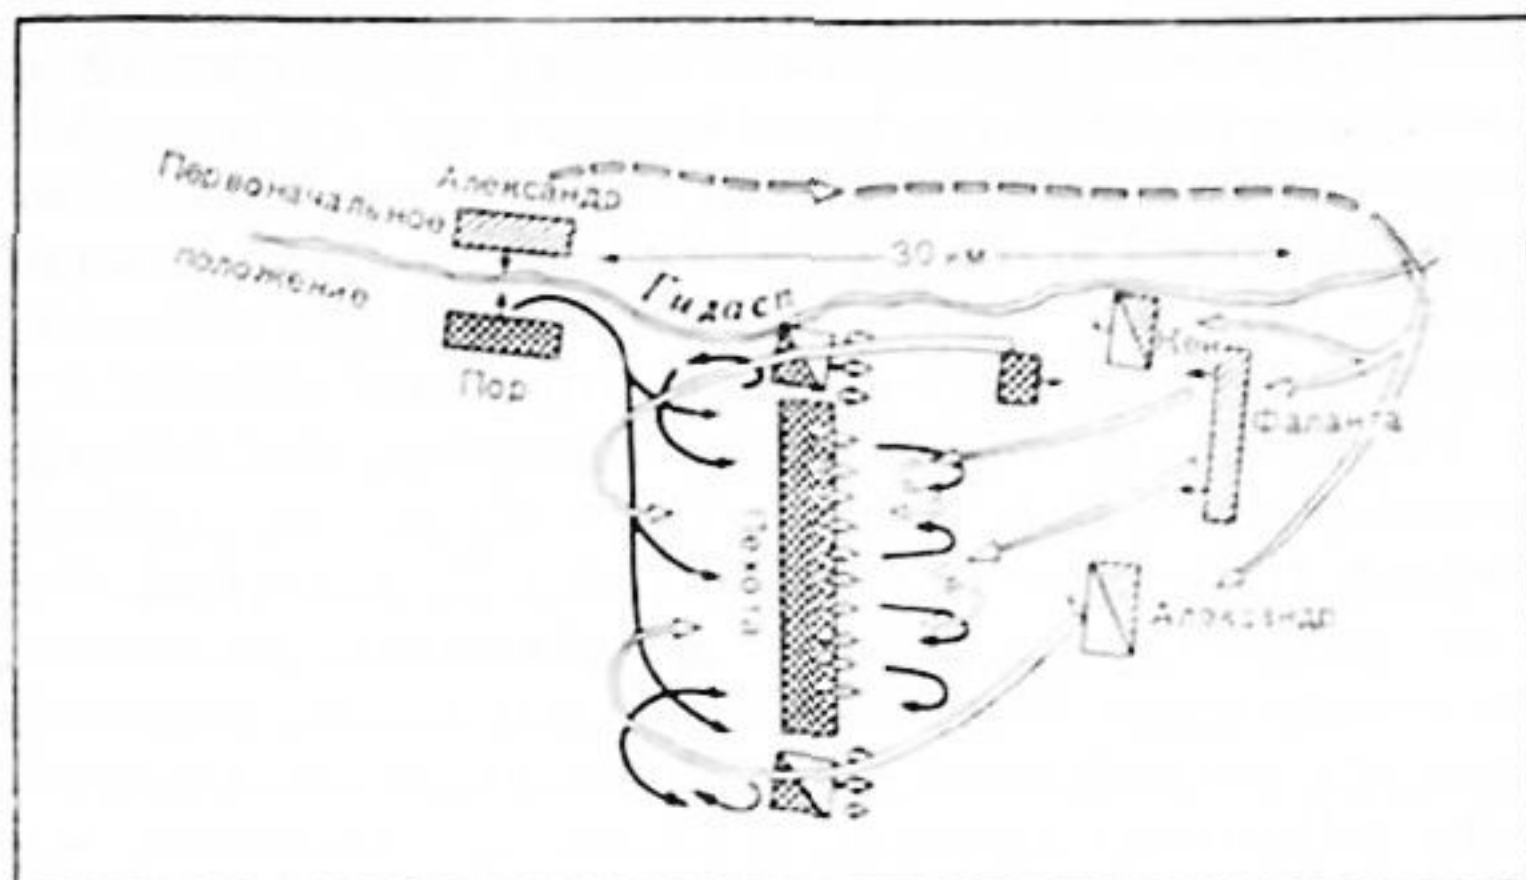 Первоначальное
положение
Александр
30 км
Гидасп
Пор
Кен
Фаланга
Пехота
Александр